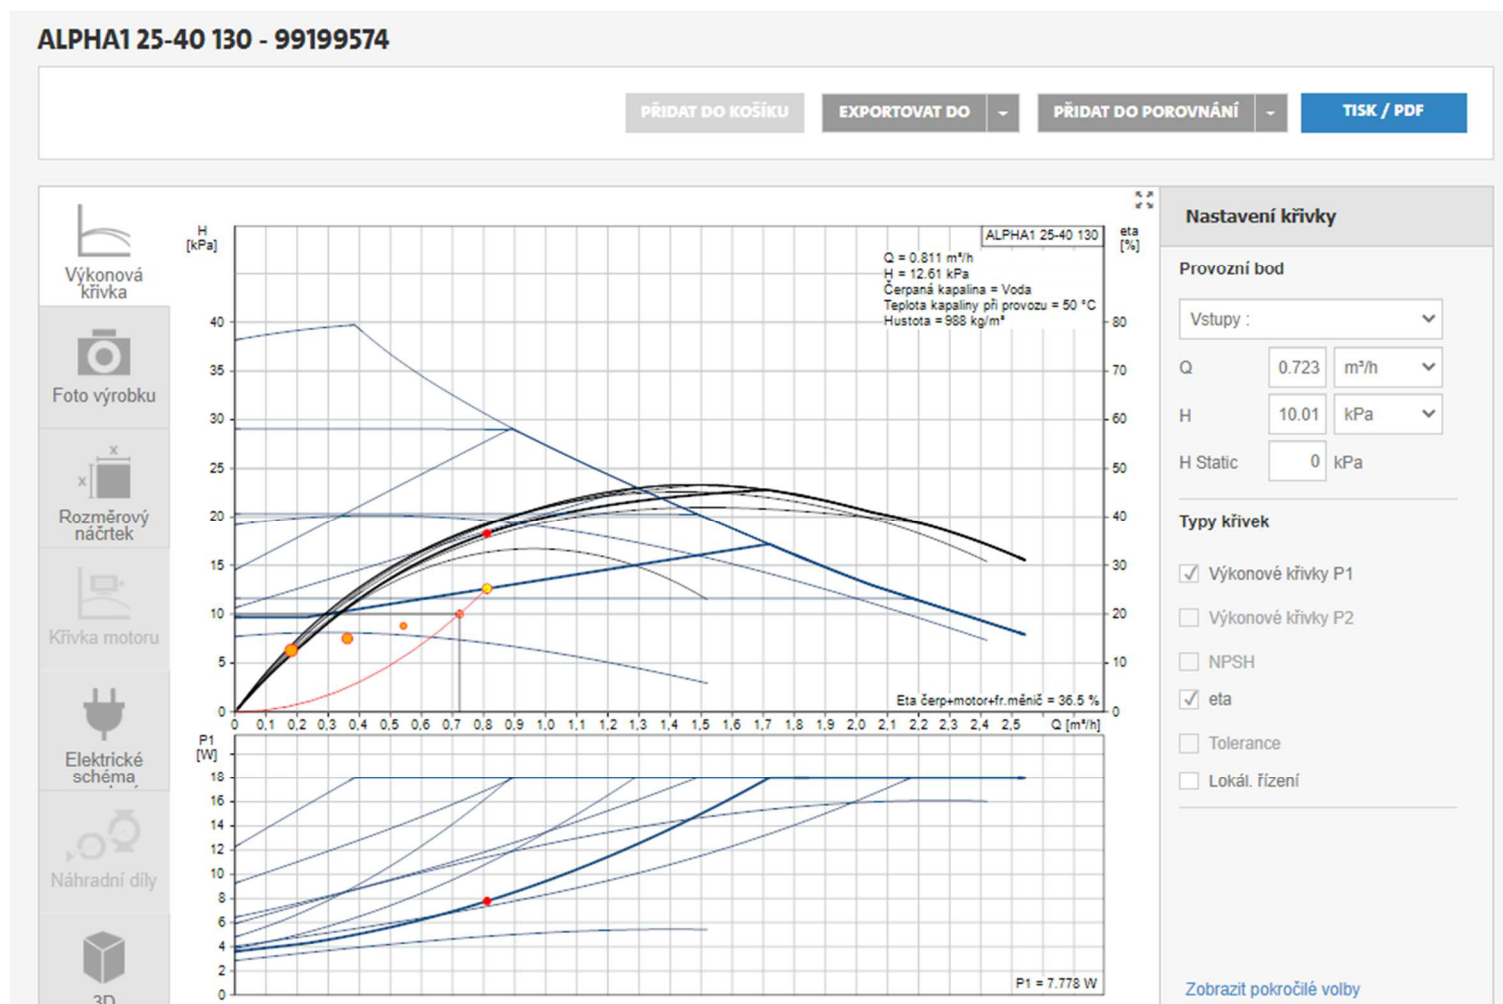 ALPHA1 25-40 130 - 99199574
PŘIDAT DO KOŠÍKU
EXPORTOVAT DO
PŘIDAT DO POROVNÁNÍ
TISK / PDF
Výkonová
křivka
Foto výrobku
x
x
Rozměrový
náčrtek
Křivka motoru
Elektrické
schéma
Náhradní díly
3D
H
[kPa]
ALPHA1 25-40 130
eta
[%]
Q = 0.811 m³/h
H = 12.61 kPa
Čerpaná kapalina = Voda
Teplota kapaliny při provozu = 50 °C
Hustota = 988 kg/m³
40
80
35
70
30
60
25
50
20
40
15
30
10
20
5
10
Eta čerp+motor+fr.měnič = 36.5 %
0
0
0 0,1 0,2 0,3 0,4 0,5 0,6 0,7 0,8 0,9 1,0 1,1 1,2 1,3 1,4 1,5 1,6 1,7 1,8 1,9 2,0 2,1 2,2 2,3 2,4 2,5 Q [m³/h]
P1
[W]
18
16
14
12
10
8
6
4
2
P1 = 7.778 W
0
Nastavení křivky
Provozní bod
Vstupy :
Q 0.723 m³/h
H 10.01 kPa
H Static 0 kPa
Typy křivek
Výkonové křivky P1
Výkonové křivky P2
NPSH
eta
Tolerance
Lokál. řízení
Zobrazit pokročilé volby